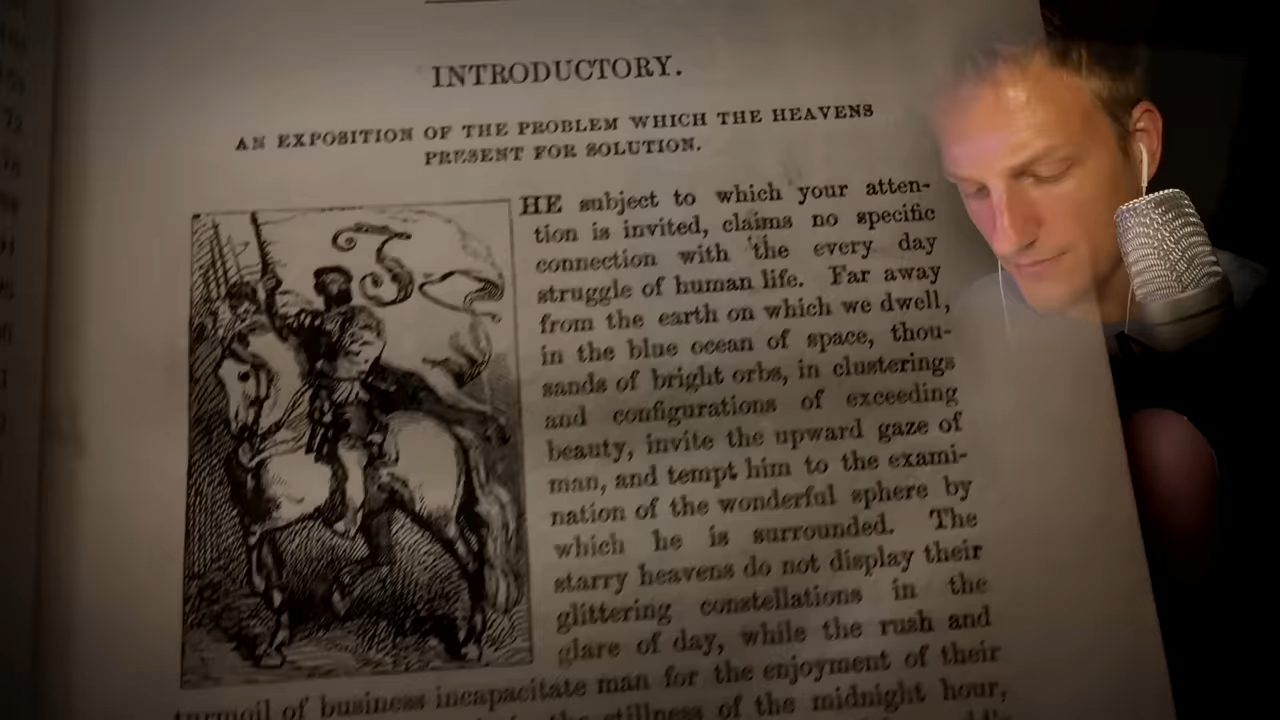 INTRODUCTORY.
AN EXPOSITION OF THE PROBLEM WHICH THE HEAVENS
PRESENT FOR SOLUTION.
THE subject to which your atten-
tion is invited, claims no specific
connection with the every day
struggle of human life. Far away
from the earth on which we dwell,
in the blue ocean of space, thou-
sands of bright orbs, in clusterings
and configurations of exceeding
beauty, invite the upward gaze of
man, and tempt him to the exami-
nation of the wonderful sphere by
which he is surrounded. The
starry heavens do not display their
glittering constellations in the
glare of day, while the rush and
turmoil of business incapacitate man for the enjoyment of their
the stillness of the midnight hour,